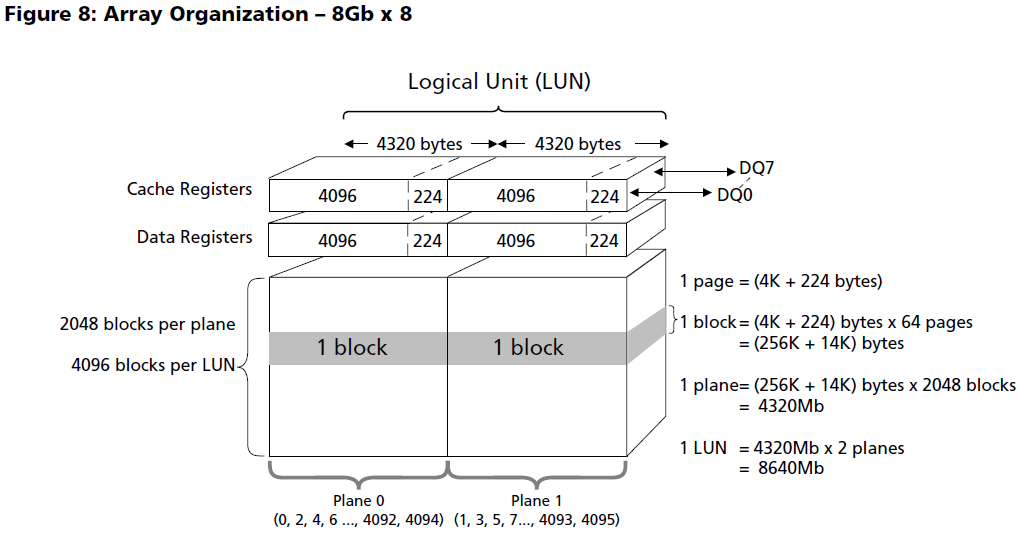 Figure 8: Array Organization – 8Gb x 8
Logical Unit (LUN)
4320 bytes 4320 bytes
DQ7
DQ0
Cache Registers 4096 224 4096 224
Data Registers 4096 224 4096 224
1 page = (4K + 224 bytes)
2048 blocks per plane
4096 blocks per LUN
1 block 1 block
1 block = (4K + 224) bytes x 64 pages
= (256K + 14K) bytes
1 plane= (256K + 14K) bytes x 2048 blocks
= 4320Mb
1 LUN = 4320Mb x 2 planes
= 8640Mb
Plane 0
(0, 2, 4, 6 ..., 4092, 4094)
Plane 1
(1, 3, 5, 7..., 4093, 4095)